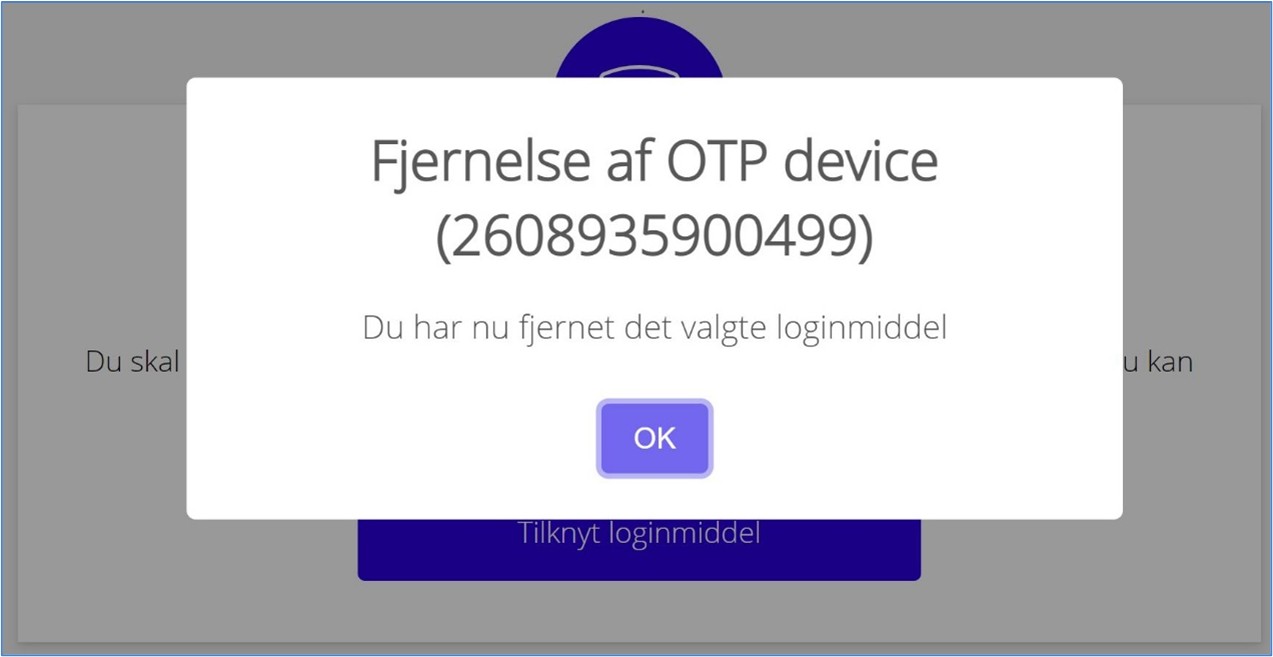 Fjernelse af OTP device
(2608935900499)
Du har nu fjernet det valgte loginmiddel
Du skal
u kan
OK
Tilknyt loginmiddel